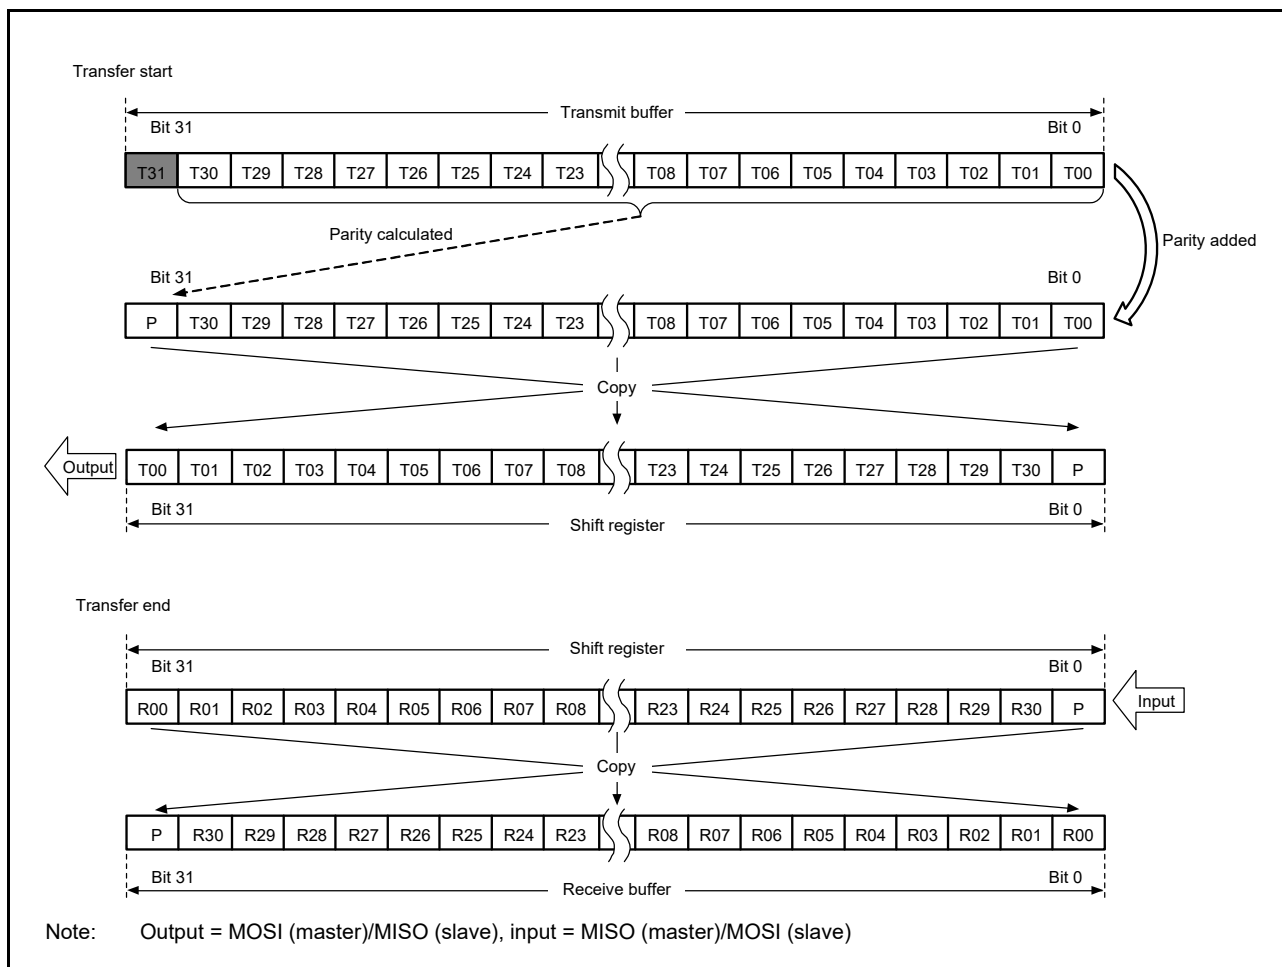 Transfer start
Transmit buffer
Bit 31 Bit 0
T31 T30 T29 T28 T27 T26 T25 T24 T23 T08 T07 T06 T05 T04 T03 T02 T01 T00
Parity calculated
Parity added
Bit 31 Bit 0
P T30 T29 T28 T27 T26 T25 T24 T23 T08 T07 T06 T05 T04 T03 T02 T01 T00
Copy
Output T00 T01 T02 T03 T04 T05 T06 T07 T08 T23 T24 T25 T26 T27 T28 T29 T30 P
Bit 31 Bit 0
Shift register
Transfer end
Shift register
Bit 31 Bit 0
R00 R01 R02 R03 R04 R05 R06 R07 R08 R23 R24 R25 R26 R27 R28 R29 R30 P Input
Copy
P R30 R29 R28 R27 R26 R25 R24 R23 R08 R07 R06 R05 R04 R03 R02 R01 R00
Bit 31 Bit 0
Receive buffer
Note: Output = MOSI (master)/MISO (slave), input = MISO (master)/MOSI (slave)